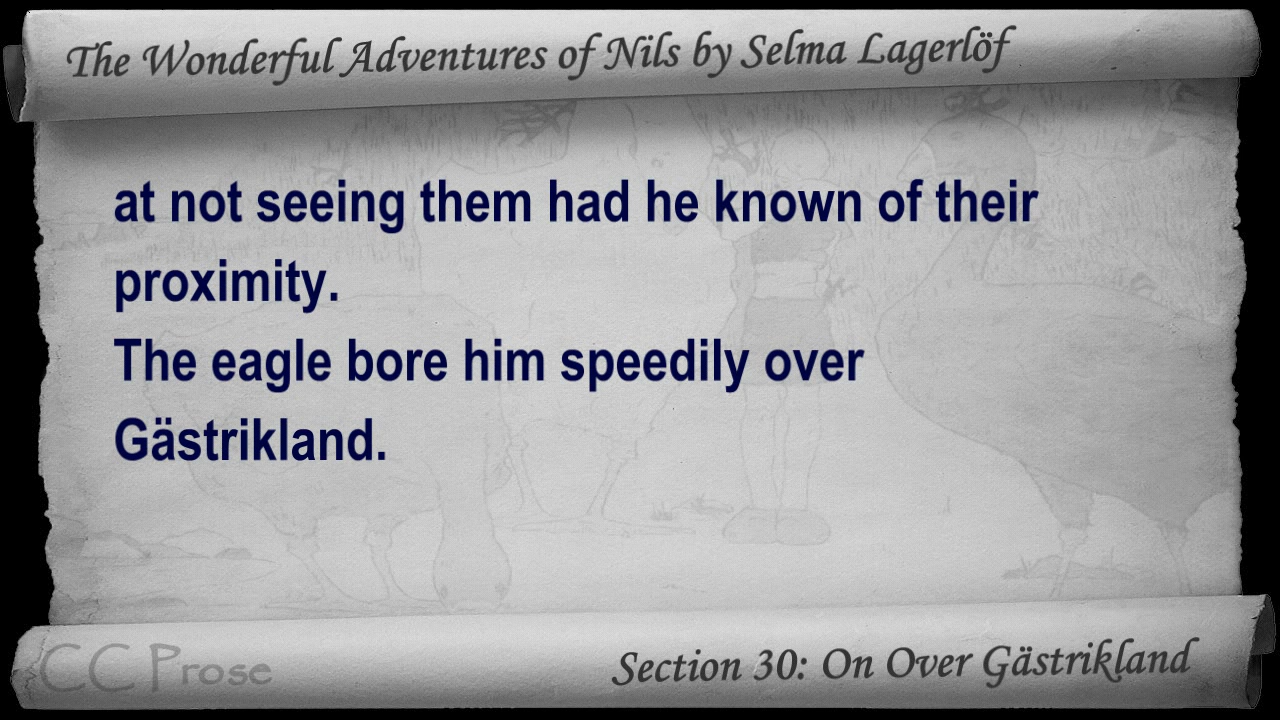 The Wonderful Adventures of Nils by Selma Lagerlöf
at not seeing them had he known of their
proximity.
The eagle bore him speedily over
Gästrikland.
CC Prose
Section 30: On Over Gästrikland